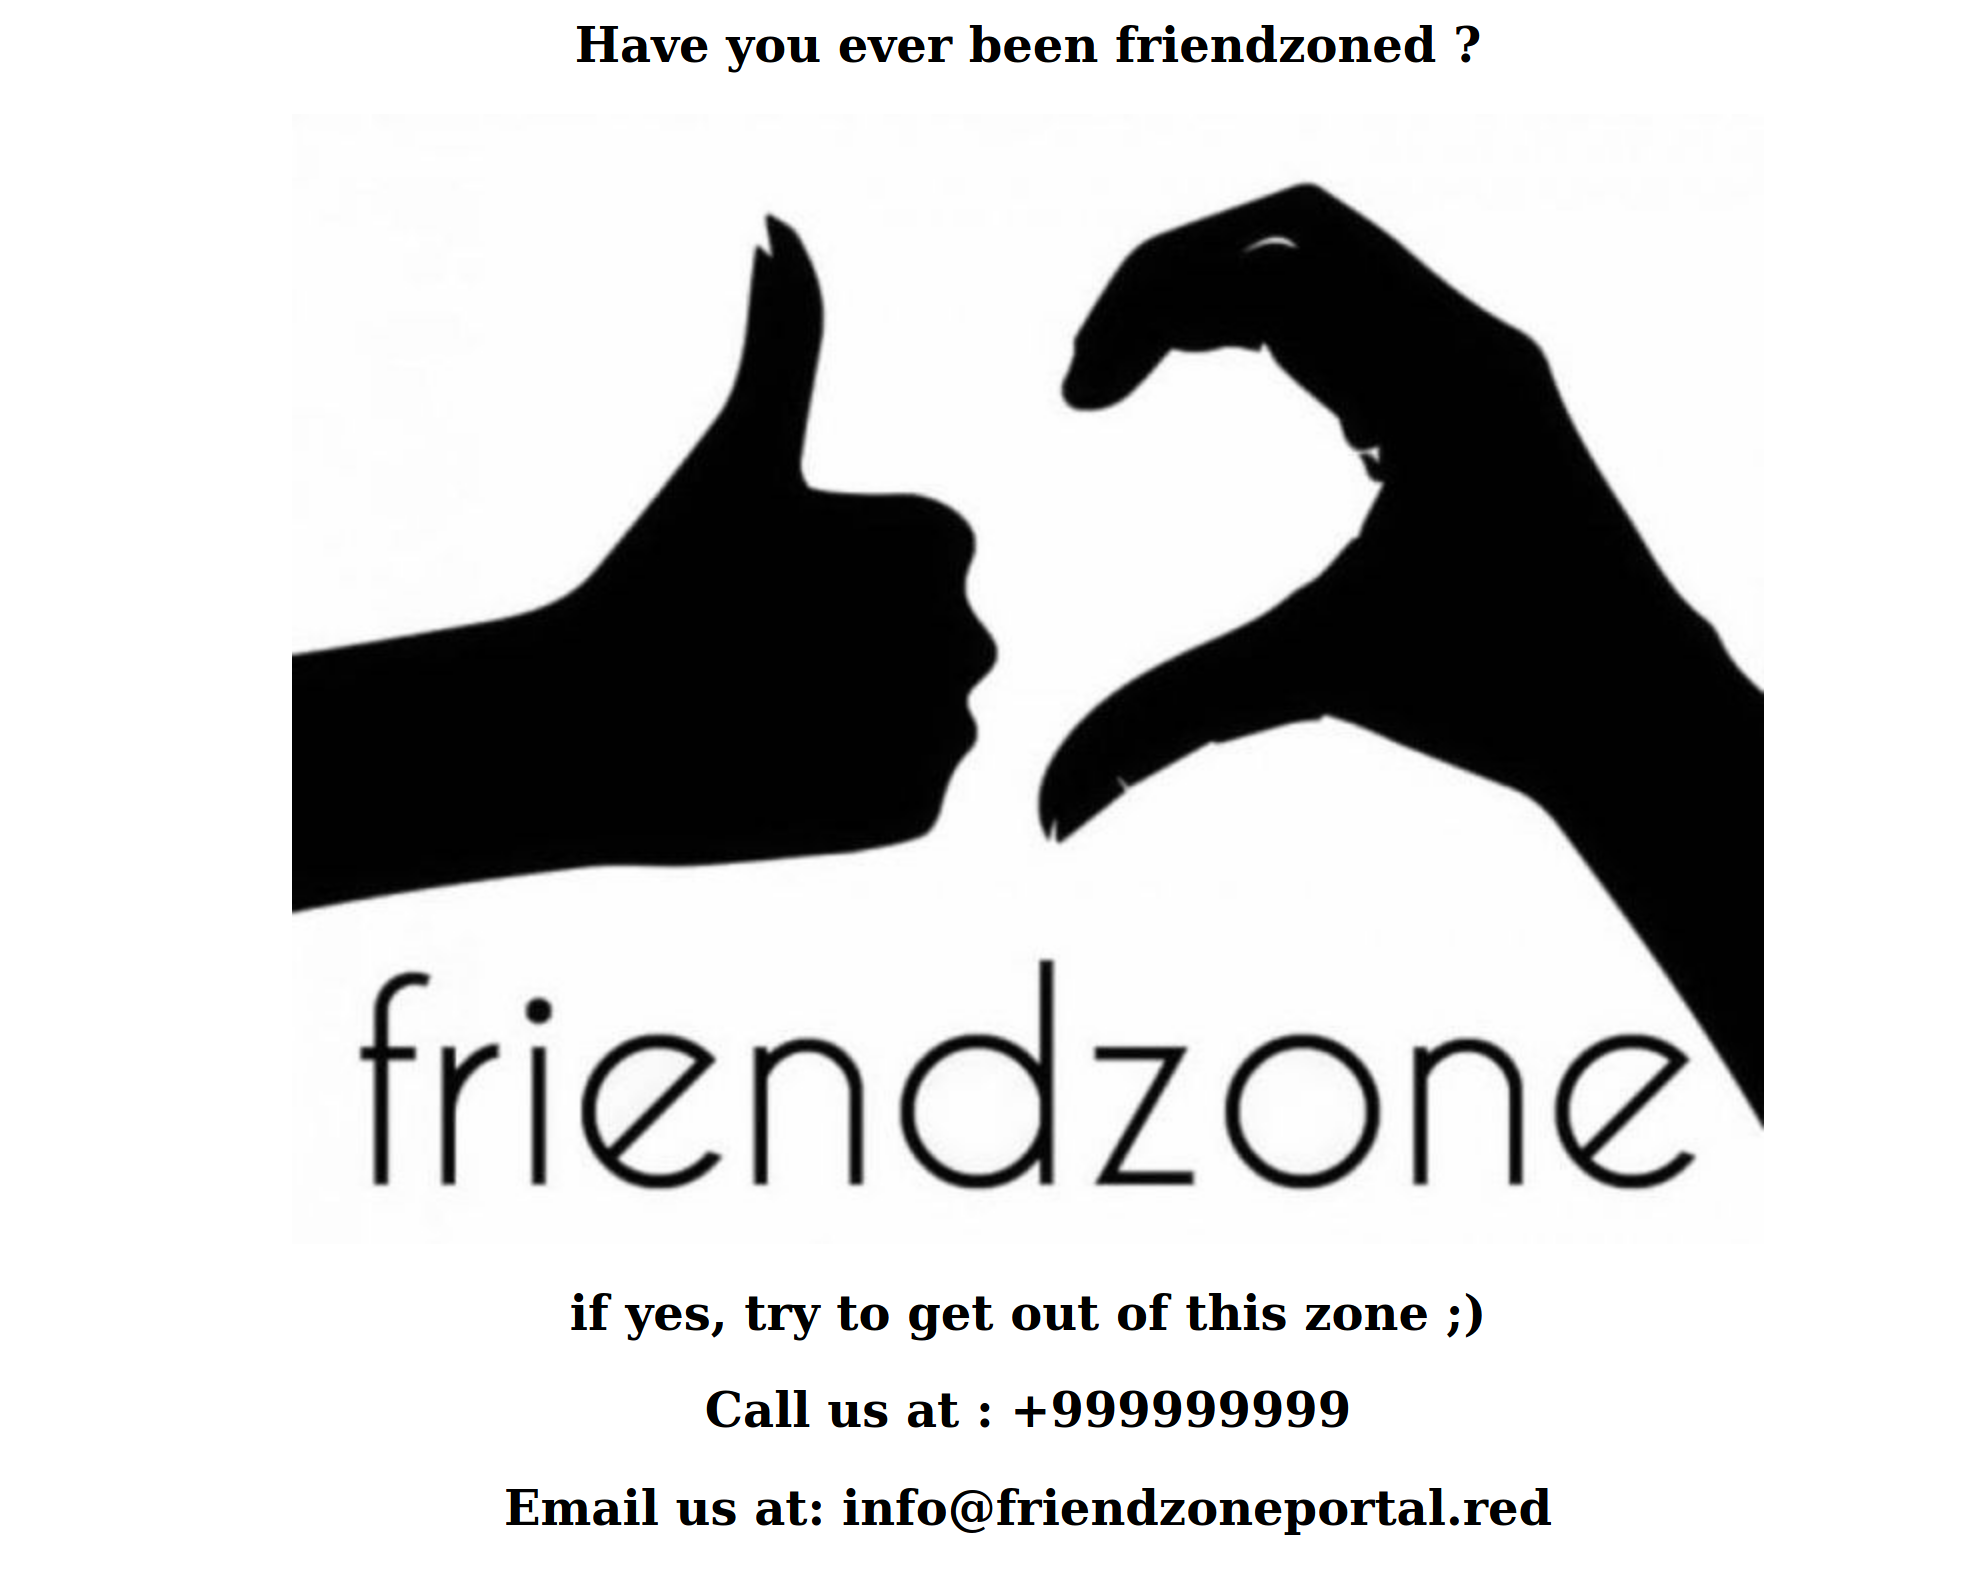 Have you ever been friendzoned ?
friendzone
if yes, try to get out of this zone ;)
Call us at : +999999999
Email us at: info@friendzoneportal.red